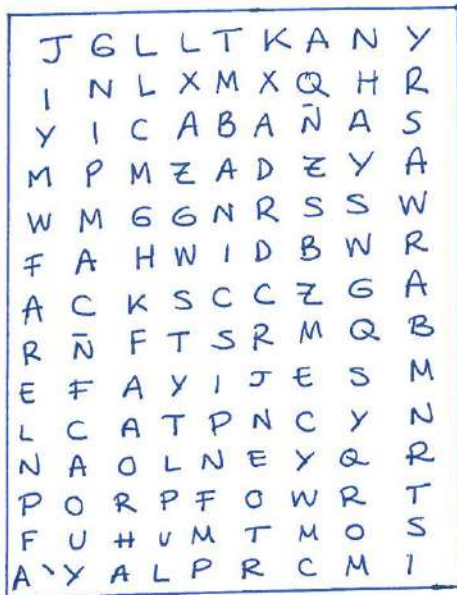 J G L L T K A N Y
I N L X M X Q H R
Y I C A B A Ñ A S
M P M Z A D Z Y A
W M G G N R S S W
F A H W I D B W R
A C K S C C Z G A
R Ñ F T S R M Q B
E F A Y I J E S M
L C A T P N C Y N
N A O L N E Y Q R
P O R P F O W R T
F U H U M T M O S
A Y A L P R C M I